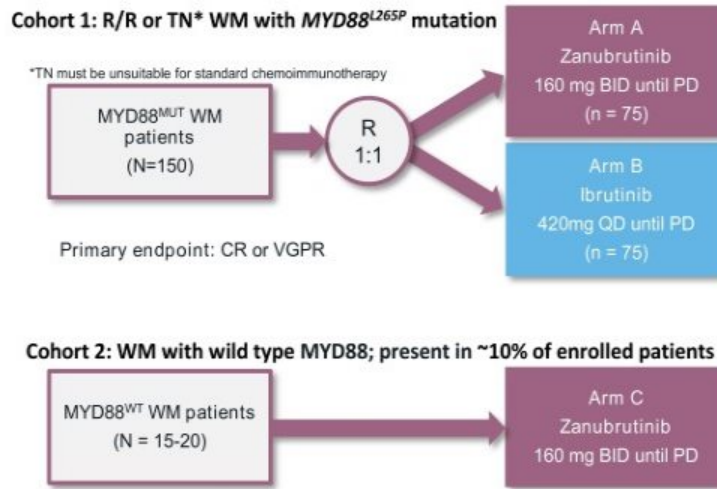 Cohort 1: R/R or TN* WM with MYD88L265P mutation
*TN must be unsuitable for standard chemoimmunotherapy
MYD88MUT WM
patients
(N=150)
R
1:1
Arm A
Zanubrutinib
160 mg BID until PD
(n = 75)
Arm B
Ibrutinib
420mg QD until PD
(n = 75)
Primary endpoint: CR or VGPR
Cohort 2: WM with wild type MYD88; present in ~10% of enrolled patients
MYD88WT WM patients
(N = 15-20)
Arm C
Zanubrutinib
160 mg BID until PD